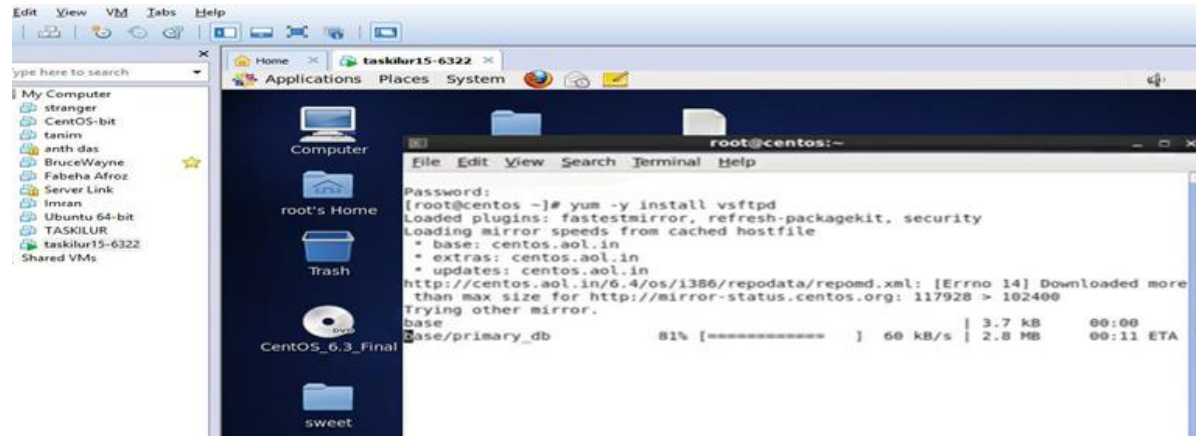 Edit View VM Tabs Help
Home × taskilur15-6322 ×
ype here to search
Applications Places System
My Computer
stranger
CentOS-bit
tanim
anth das
BruceWayne
Fabeha Afroz
Server Link
Imran
Ubuntu 64-bit
TASKILUR
taskilur15-6322
Shared VMs
Computer
root's Home
Trash
DVD
CentOS_6.3_Final
sweet
root@centos:~
File Edit View Search Terminal Help
Password:
[root@centos ~]# yum -y install vsftpd
Loaded plugins: fastestmirror, refresh-packagekit, security
Loading mirror speeds from cached hostfile
* base: centos.aol.in
* extras: centos.aol.in
* updates: centos.aol.in
http://centos.aol.in/6.4/os/i386/repodata/repomd.xml: [Errno 14] Downloaded more
than max size for http://mirror-status.centos.org: 117928 > 102400
Trying other mirror.
base | 3.7 kB 00:00
base/primary_db 81% [============ ] 60 kB/s | 2.8 MB 00:11 ETA